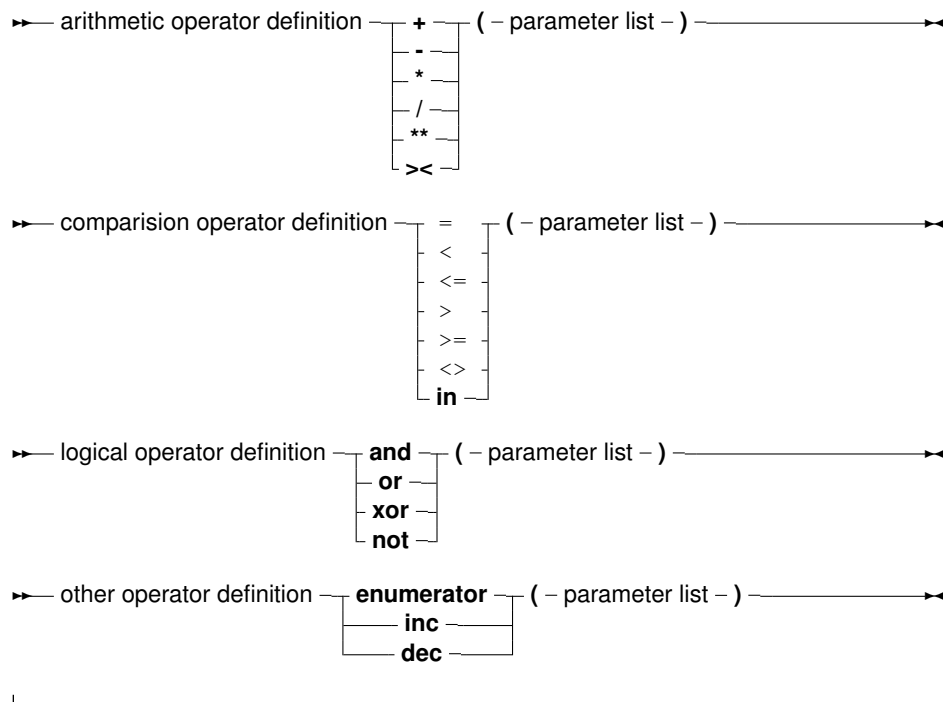 arithmetic operator definition + ( parameter list )
-
*
/
**
><
comparision operator definition = ( parameter list )
<
<=
>
>=
<>
in
logical operator definition and ( parameter list )
or
xor
not
other operator definition enumerator ( parameter list )
inc
dec